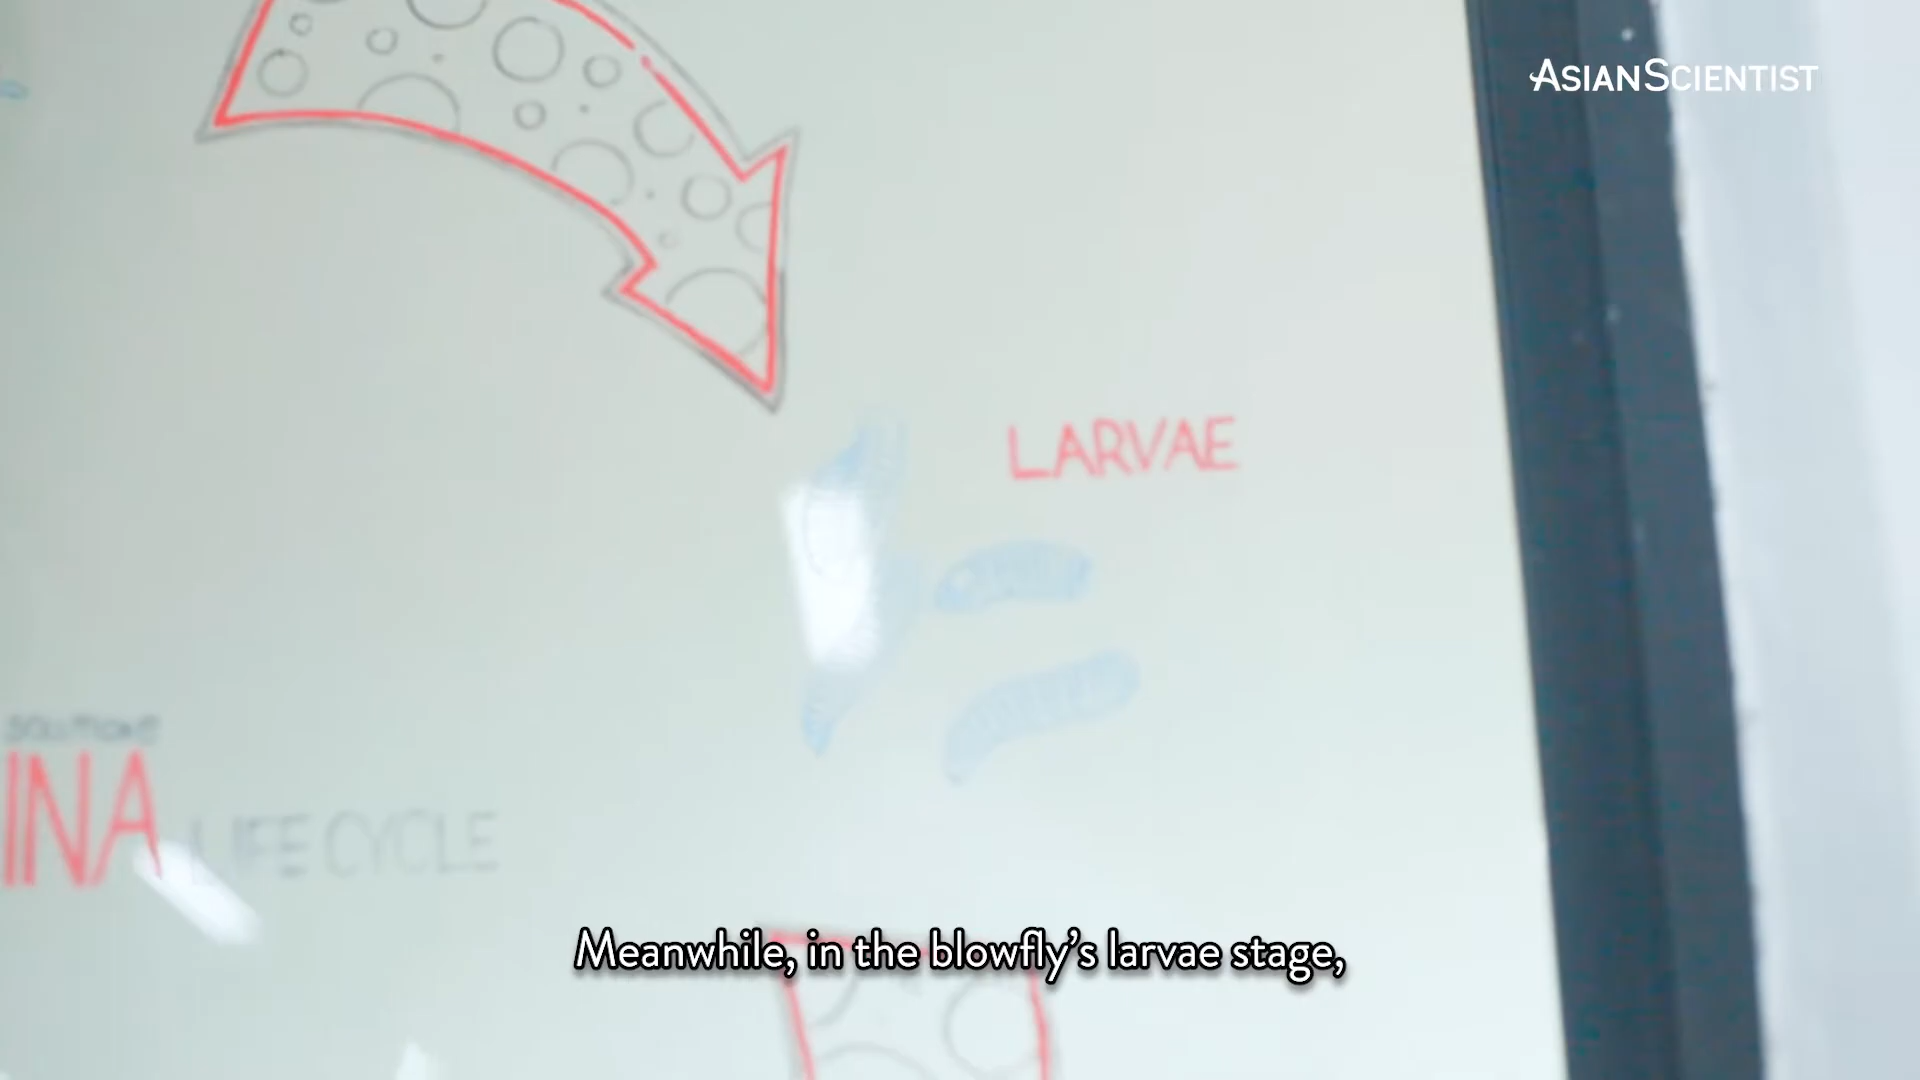 ASIANSCIENTIST
LARVAE
INA LIFE CYCLE
Meanwhile, in the blowfly's larvae stage,